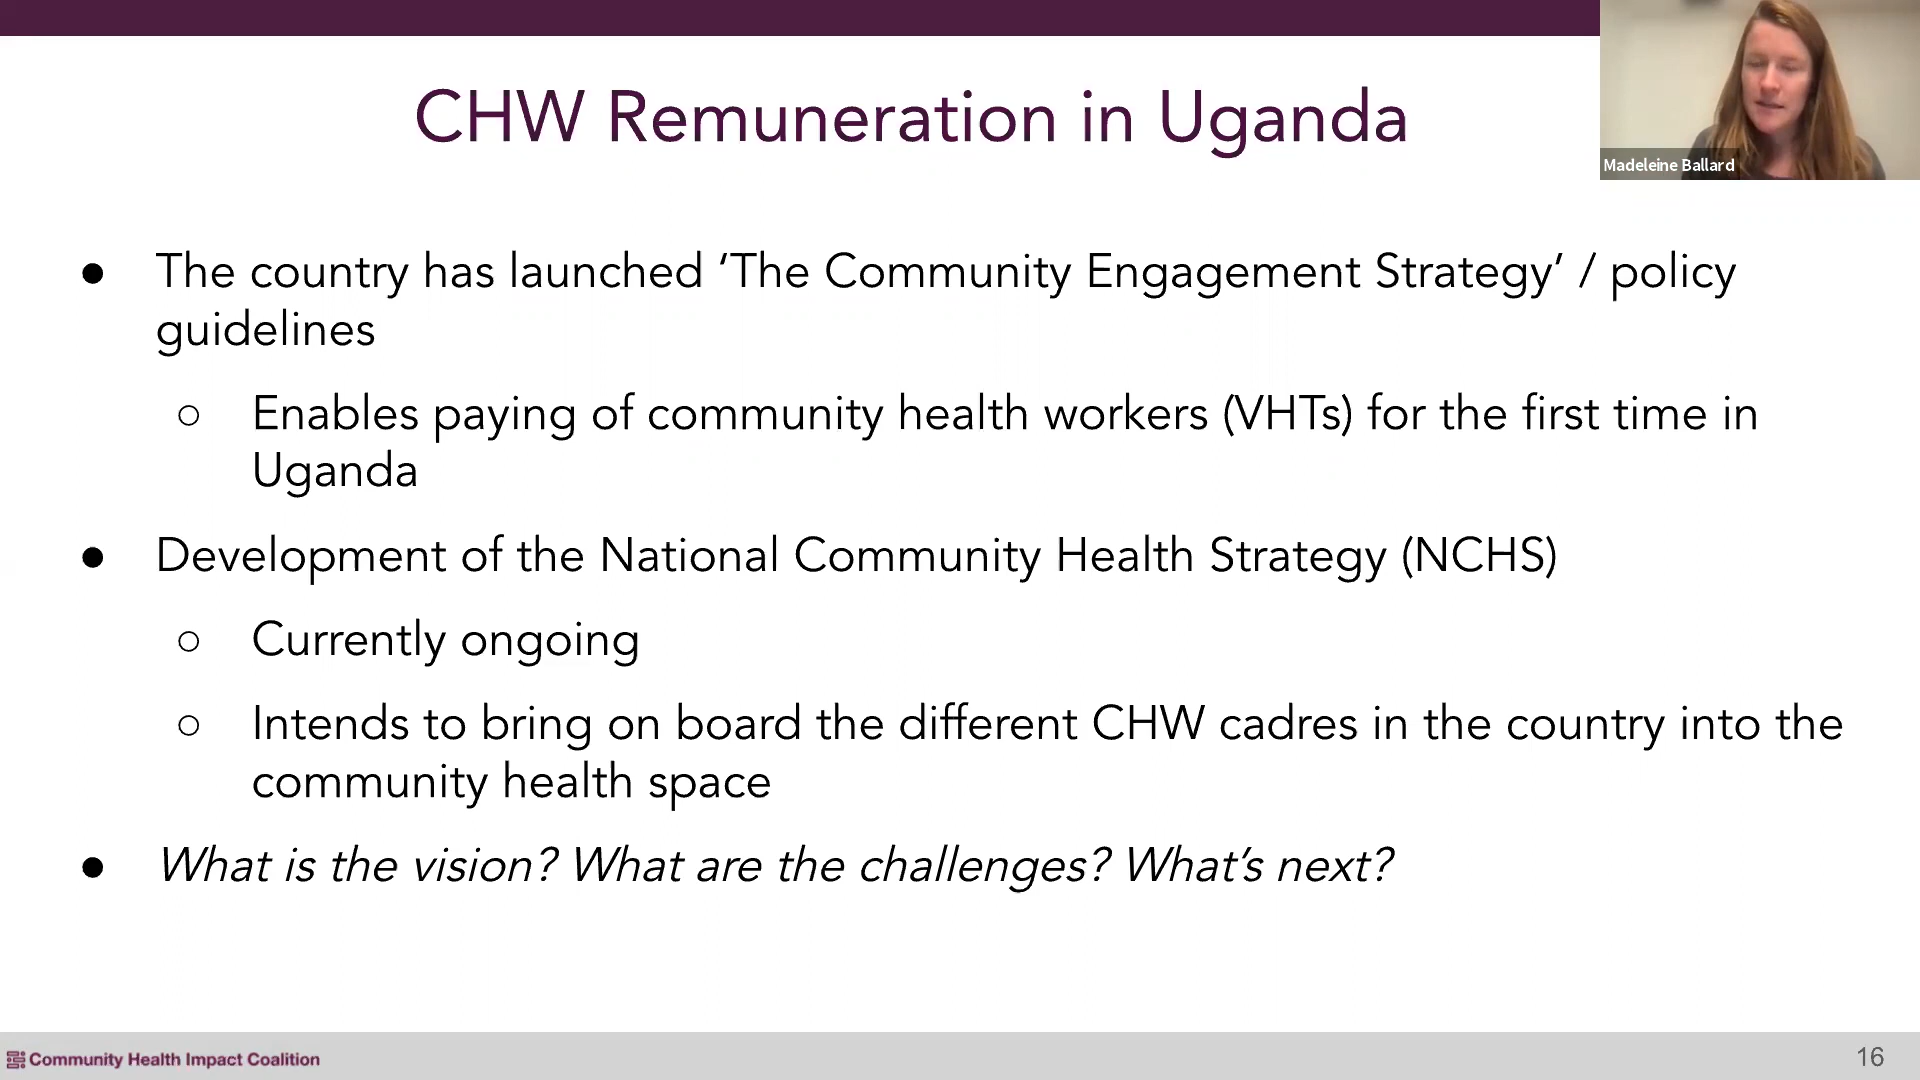 CHW Remuneration in Uganda
Madeleine Ballard
● The country has launched ‘The Community Engagement Strategy’ / policy
guidelines
○ Enables paying of community health workers (VHTs) for the first time in
Uganda
● Development of the National Community Health Strategy (NCHS)
○ Currently ongoing
○ Intends to bring on board the different CHW cadres in the country into the
community health space
● What is the vision? What are the challenges? What’s next?
Community Health Impact Coalition
16